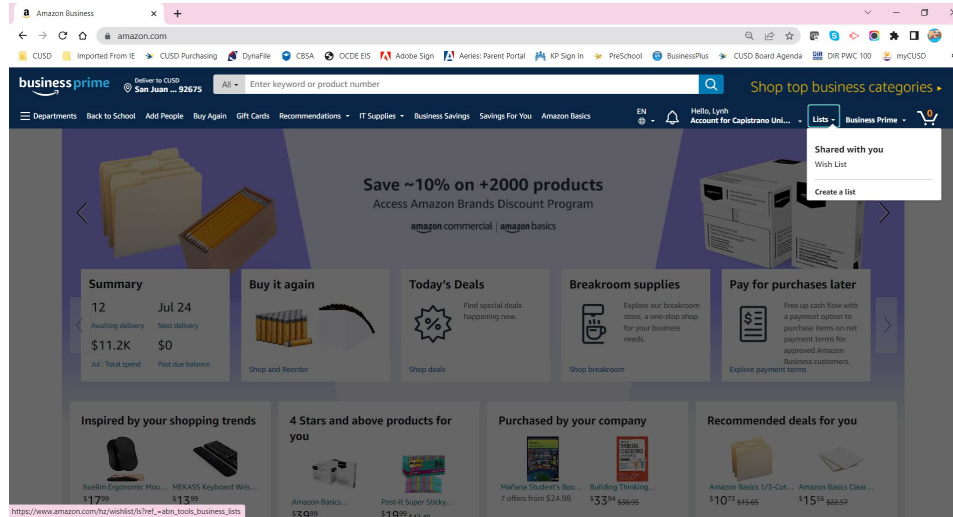 Amazon Business
amazon.com
CUSD Imported From IE CUSD Purchasing DynaFile CBSA OCDE EIS Adobe Sign Aeries: Parent Portal KP Sign In PreSchool BusinessPlus CUSD Board Agenda DIR PWC 100 myCUSD
business prime
Deliver to CUSD
San Juan ... 92675
All
Enter keyword or product number
Shop top business categories
Departments Back to School Add People Buy Again Gift Cards Recommendations IT Supplies Business Savings Savings For You Amazon Basics
EN
Hello, Lynh
Account for Capistrano Uni...
Lists
Business Prime
0
Shared with you
Wish List
Create a list
Save ~10% on +2000 products
Access Amazon Brands Discount Program
amazon commercial | amazon basics
Summary
12 Jul 24
Awaiting delivery Next delivery
$11.2K $0
Jul : Total spend Past due balance
Buy it again
Shop and Reorder
Today's Deals
Find special deals
happening now.
Shop deals
Breakroom supplies
Explore our breakroom
store, a one-stop shop
for your business
needs.
Shop breakroom
Pay for purchases later
Free up cash flow with
a payment option to
purchase items on net
payment terms for
approved Amazon
Business customers.
Explore payment terms
Inspired by your shopping trends
hueilm Ergonomic Mou... MEKASS Keyboard Wris...
$17.99 $13.99
4 Stars and above products for
you
Amazon Basics... Post-it Super Sticky...
$39.99 $19.99
Purchased by your company
Mañana Student's Boo... Building Thinking...
7 offers from $24.98 $33.94 $38.95
Recommended deals for you
Amazon Basics 1/3-Cut... Amazon Basics Clear...
$10.73 $15.65 $15.56 $22.57
https://www.amazon.com/hz/wishlist/ls?ref_=abn_tools_business_lists